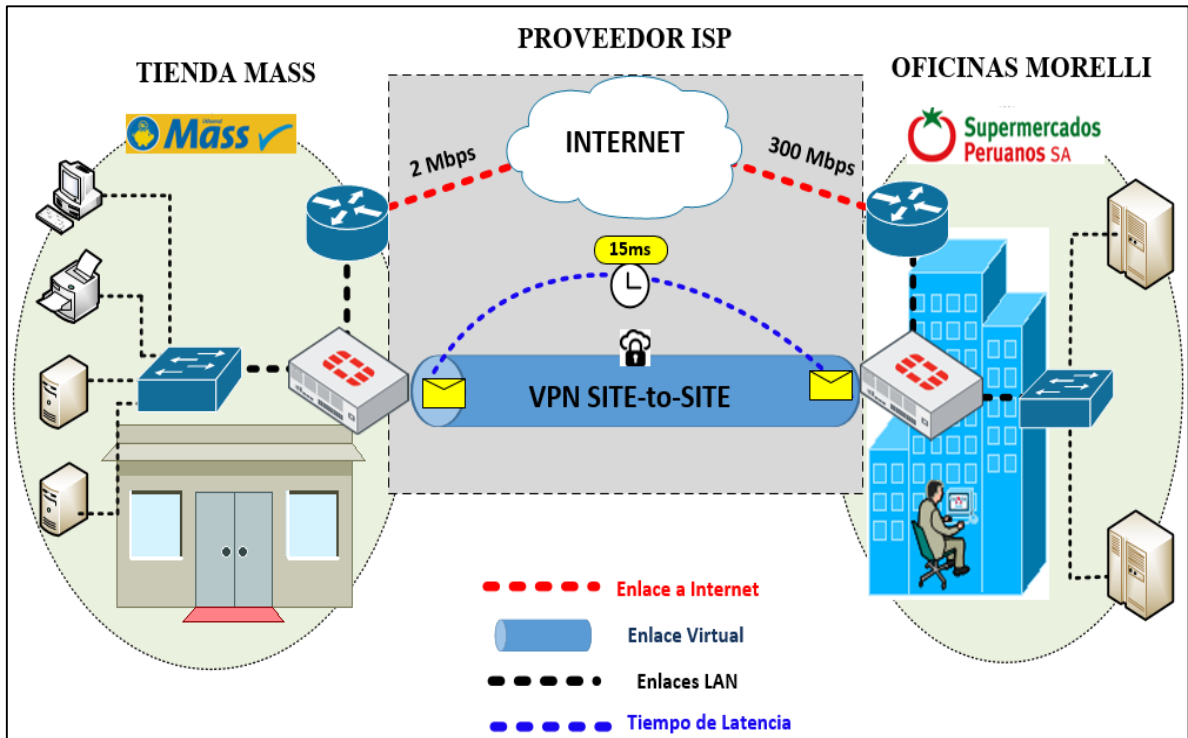 PROVEEDOR ISP
TIENDA MASS
OFICINAS MORELLI
Mass
Supermercados
Peruanos SA
INTERNET
2 Mbps
300 Mbps
15ms
VPN SITE-to-SITE
Enlace a Internet
Enlace Virtual
Enlaces LAN
Tiempo de Latencia